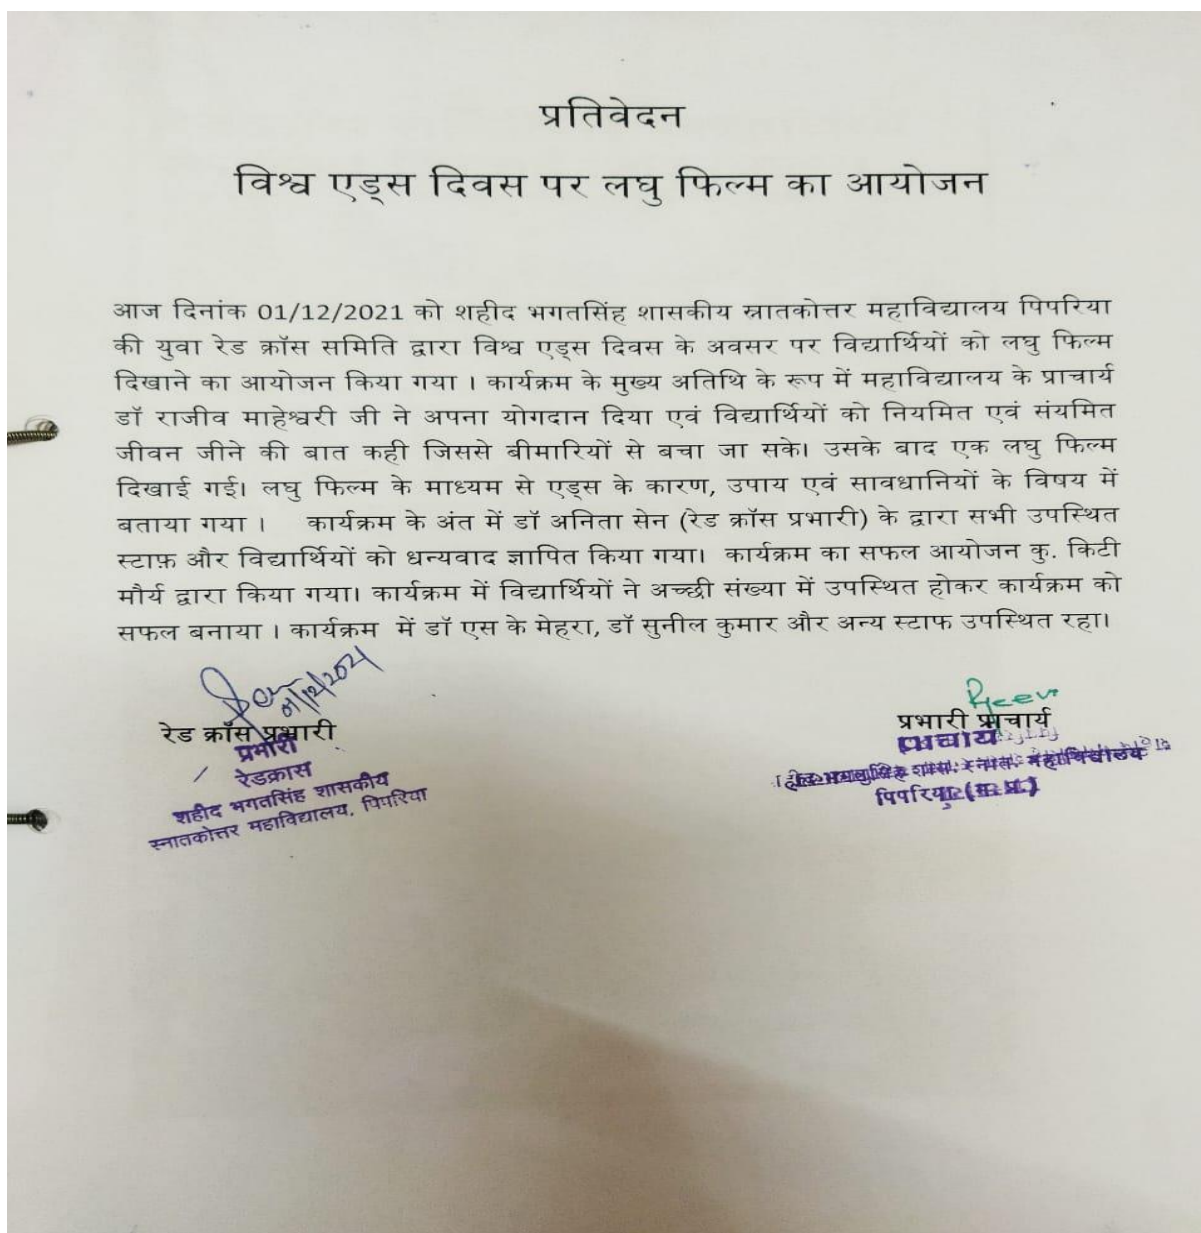 प्रतिवेदन
विश्व एड्स दिवस पर लघु फिल्म का आयोजन
आज दिनांक 01/12/2021 को शहीद भगतसिंह शासकीय स्नातकोत्तर महाविद्यालय पिपरिया
की युवा रेड क्रॉस समिति द्वारा विश्व एड्स दिवस के अवसर पर विद्यार्थियों को लघु फिल्म
दिखाने का आयोजन किया गया । कार्यक्रम के मुख्य अतिथि के रूप में महाविद्यालय के प्राचार्य
डॉ राजीव माहेश्वरी जी ने अपना योगदान दिया एवं विद्यार्थियों को नियमित एवं संयमित
जीवन जीने की बात कही जिससे बीमारियों से बचा जा सके। उसके बाद एक लघु फिल्म
दिखाई गई। लघु फिल्म के माध्यम से एड्स के कारण, उपाय एवं सावधानियों के विषय में
बताया गया । कार्यक्रम के अंत में डॉ अनिता सेन (रेड क्रॉस प्रभारी) के द्वारा सभी उपस्थित
स्टाफ़ और विद्यार्थियों को धन्यवाद ज्ञापित किया गया। कार्यक्रम का सफल आयोजन कु. किटी
मौर्य द्वारा किया गया। कार्यक्रम में विद्यार्थियों ने अच्छी संख्या में उपस्थित होकर कार्यक्रम को
सफल बनाया । कार्यक्रम में डॉ एस के मेहरा, डॉ सुनील कुमार और अन्य स्टाफ उपस्थित रहा।
01/12/2021
रेड क्रॉस प्रभारी
प्रभारी
रेडक्रास
शहीद भगतसिंह शासकीय
स्नातकोत्तर महाविद्यालय, पिपरिया
प्रभारी प्राचार्य
प्राचार्य
महाविद्यालय
पिपरिया (म.प्र.)